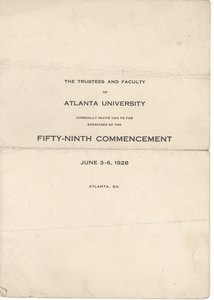 THE TRUSTEES AND FACULTY
OF
ATLANTA UNIVERSITY
CORDIALLY INVITE YOU TO THE
EXERCISES OF THE
FIFTY-NINTH COMMENCEMENT
JUNE 3-6, 1928
ATLANTA, GA.